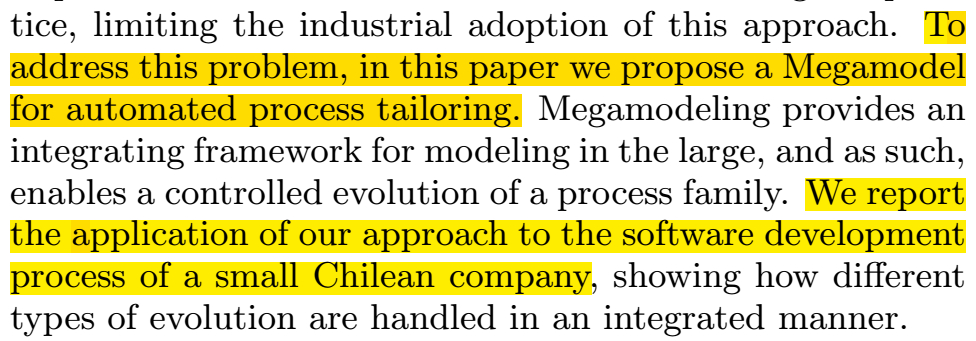 tice, limiting the industrial adoption of this approach. To
address this problem, in this paper we propose a Megamodel
for automated process tailoring. Megamodeling provides an
integrating framework for modeling in the large, and as such,
enables a controlled evolution of a process family. We report
the application of our approach to the software development
process of a small Chilean company, showing how different
types of evolution are handled in an integrated manner.